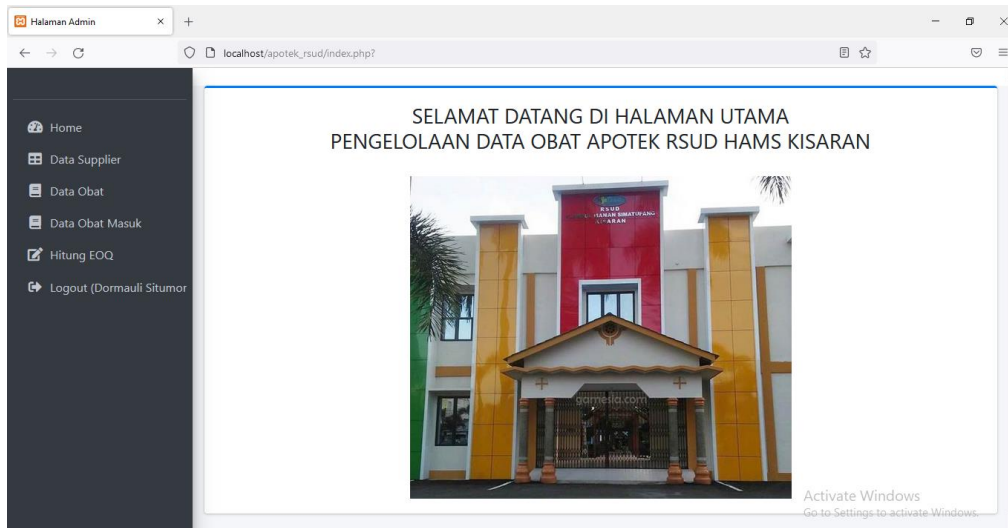 Halaman Admin
localhost/apotek_rsud/index.php?
Home
Data Supplier
Data Obat
Data Obat Masuk
Hitung EOQ
Logout (Dormauli Situmor
SELAMAT DATANG DI HALAMAN UTAMA
PENGELOLAAN DATA OBAT APOTEK RSUD HAMS KISARAN
RSUD
SIMATUPANG
KISARAN
gamesia.com
Activate Windows
Go to Settings to activate Windows.